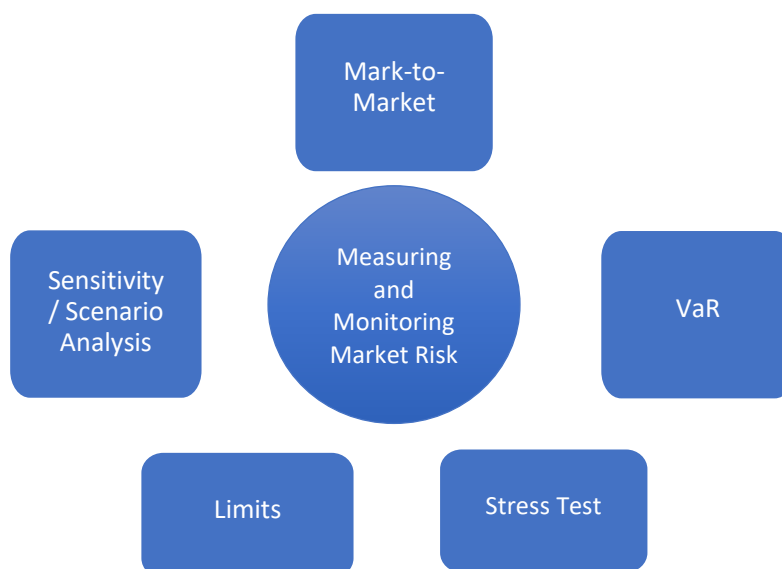 Mark-to-
Market
Measuring
and
Monitoring
Market Risk
Sensitivity
/ Scenario
Analysis
VaR
Limits
Stress Test